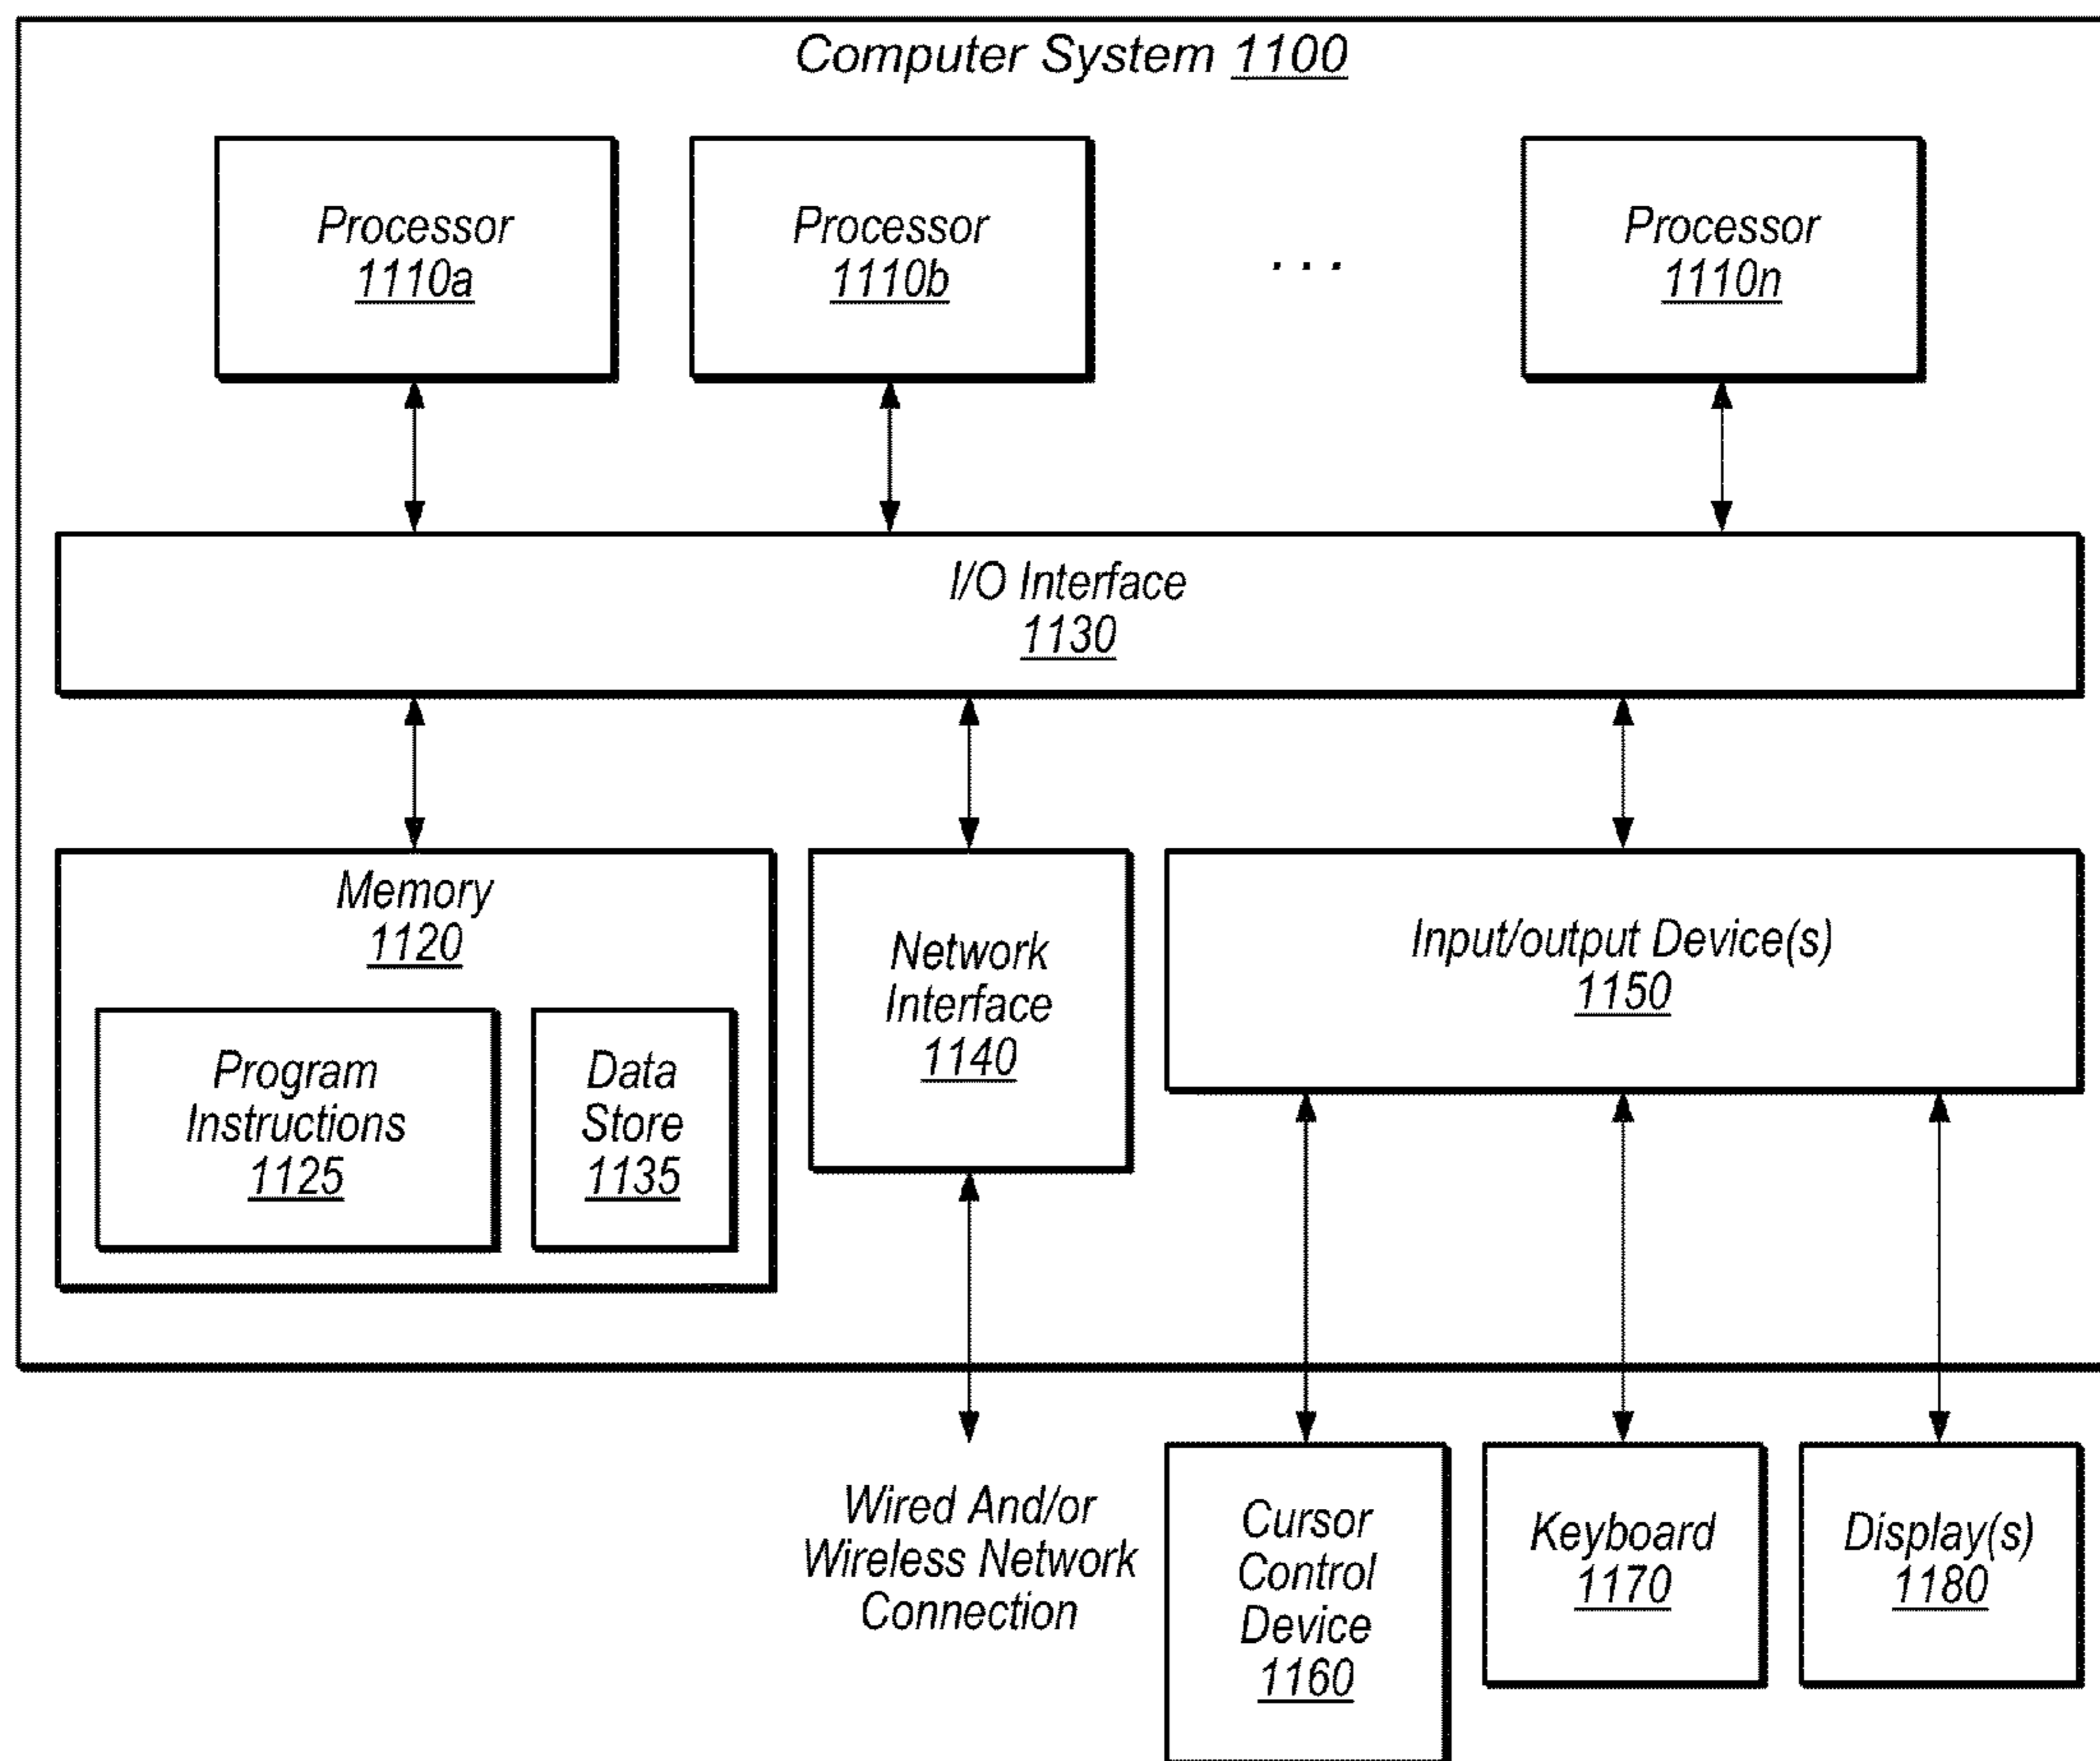 Computer System 1100
Processor
1110a
Processor
1110b
. . .
Processor
1110n
I/O Interface
1130
Memory
1120
Program
Instructions
1125
Data
Store
1135
Network
Interface
1140
Input/output Device(s)
1150
Wired And/or
Wireless Network
Connection
Cursor
Control
Device
1160
Keyboard
1170
Display(s)
1180